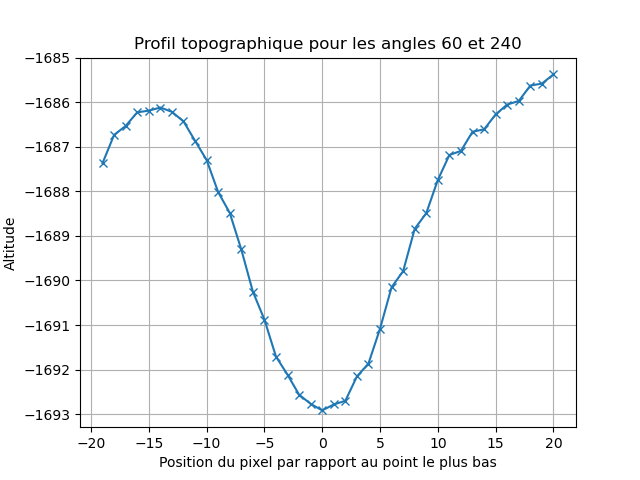 Profil topographique pour les angles 60 et 240
−1685
−1686
−1687
−1688
−1689
−1690
−1691
−1692
−1693
Altitude
−20 −15 −10 −5 0 5 10 15 20
Position du pixel par rapport au point le plus bas